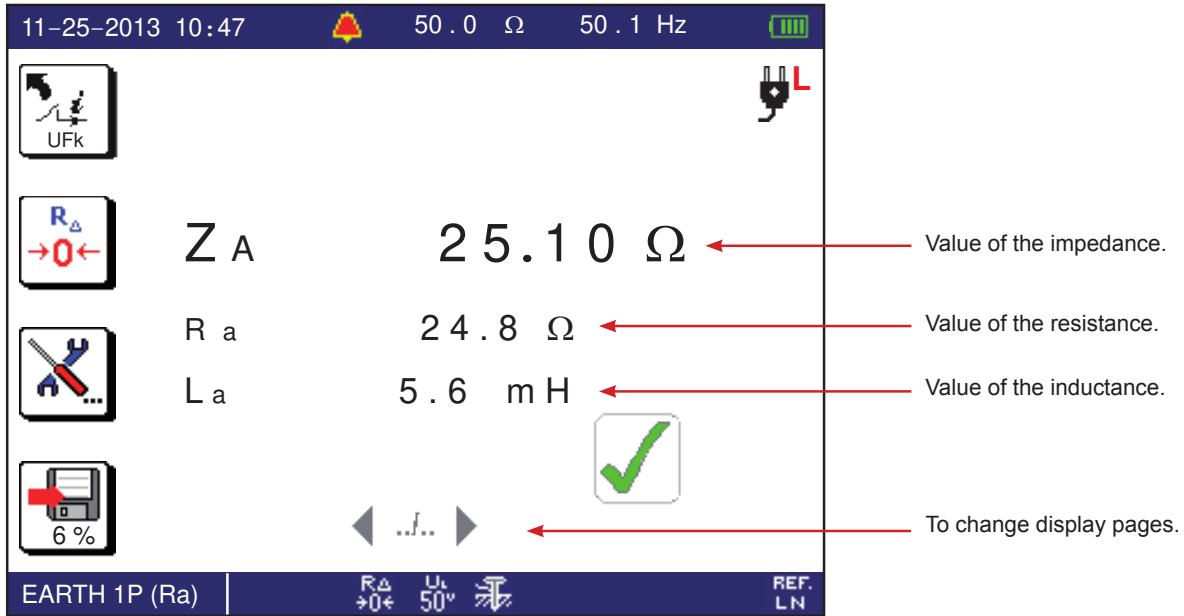 11-25-2013 10:47 50.0 Ω 50.1 Hz
L
UFk
RΔ
→0←
Z A 25.10 Ω Value of the impedance.
R a 24.8 Ω Value of the resistance.
L a 5.6 mH Value of the inductance.
...
6 %
../.. To change display pages.
EARTH 1P (Ra) RΔ →0← UL 50V REF. LN